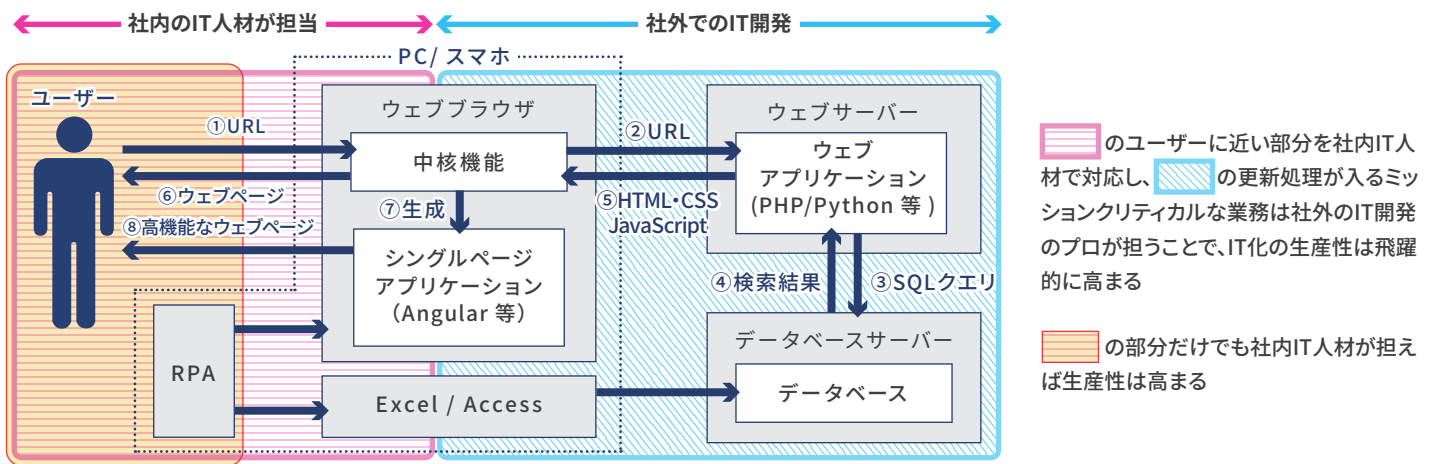 社内のIT人材が担当
社外でのIT開発
PC/ スマホ
ユーザー
①URL
⑥ウェブページ
⑧高機能なウェブページ
ウェブブラウザ
中核機能
⑦生成
シングルページ
アプリケーション
（Angular 等）
RPA
Excel / Access
②URL
⑤HTML・CSS
JavaScript
ウェブサーバー
ウェブ
アプリケーション
(PHP/Python 等 )
④検索結果
③SQLクエリ
データベースサーバー
データベース
のユーザーに近い部分を社内IT人
材で対応し、 の更新処理が入るミッ
ションクリティカルな業務は社外のIT開発
のプロが担うことで、IT化の生産性は飛躍
的に高まる
の部分だけでも社内IT人材が担え
ば生産性は高まる